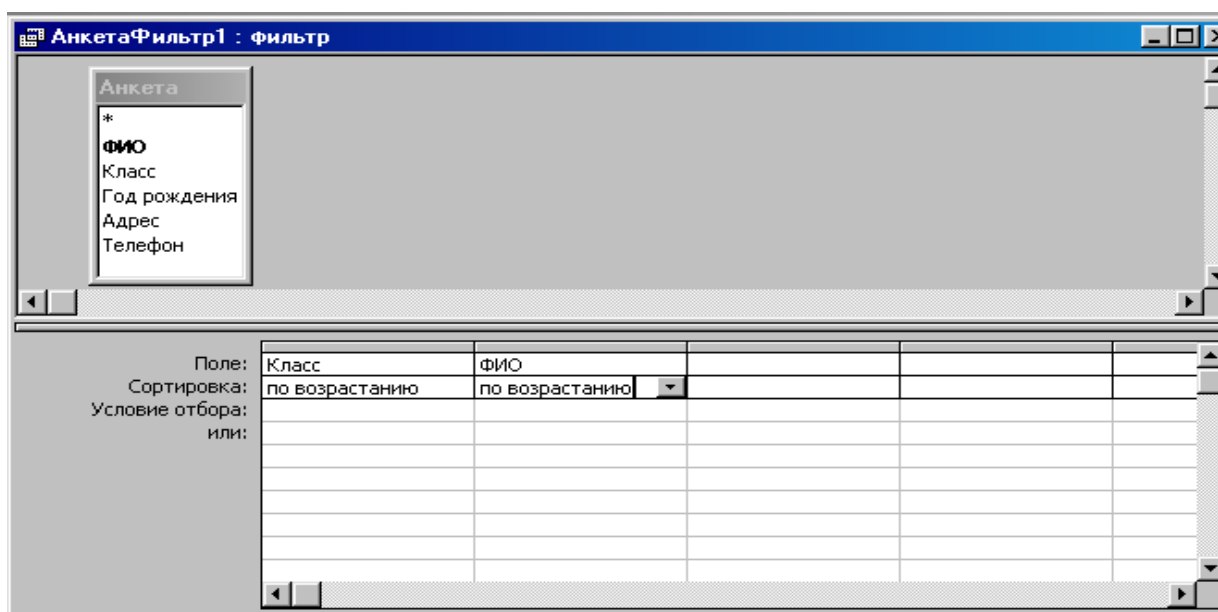 АнкетаФильтр1 : фильтр
Анкета
*
ФИО
Класс
Год рождения
Адрес
Телефон
Поле: Класс ФИО
Сортировка: по возрастанию по возрастанию
Условие отбора:
или: